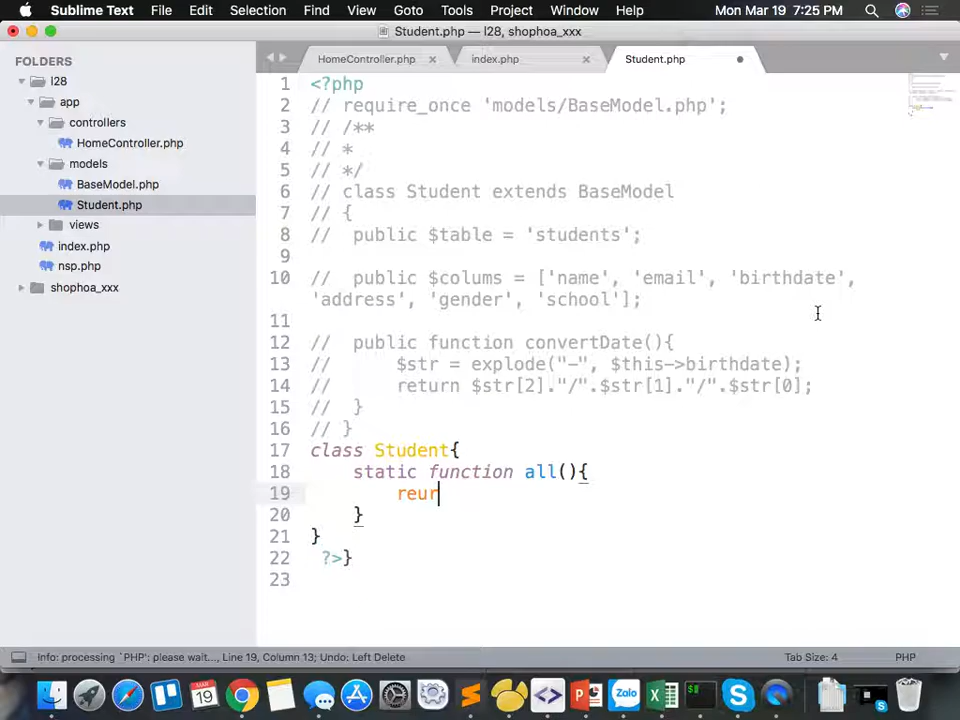 Sublime Text File Edit Selection Find View Goto Tools Project Window Help Mon Mar 19 7:25 PM
Student.php — l28, shophoa_xxx
FOLDERS
l28
app
controllers
HomeController.php
models
BaseModel.php
Student.php
views
index.php
nsp.php
shophoa_xxx
HomeController.php × index.php × Student.php
1 <?php
2 // require_once 'models/BaseModel.php';
3 // /**
4 // *
5 // */
6 // class Student extends BaseModel
7 // {
8 // public $table = 'students';
9
10 // public $colums = ['name', 'email', 'birthdate',
'address', 'gender', 'school'];
11
12 // public function convertDate(){
13 // $str = explode("-", $this->birthdate);
14 // return $str[2]."/".$str[1]."/".$str[0];
15 // }
16 // }
17 class Student{
18 static function all(){
19 reur
20 }
21 }
22 ?>}
23
Info: processing `PHP': please wait..., Line 19, Column 13; Undo: Left Delete Tab Size: 4 PHP
MAR
19
Zalo